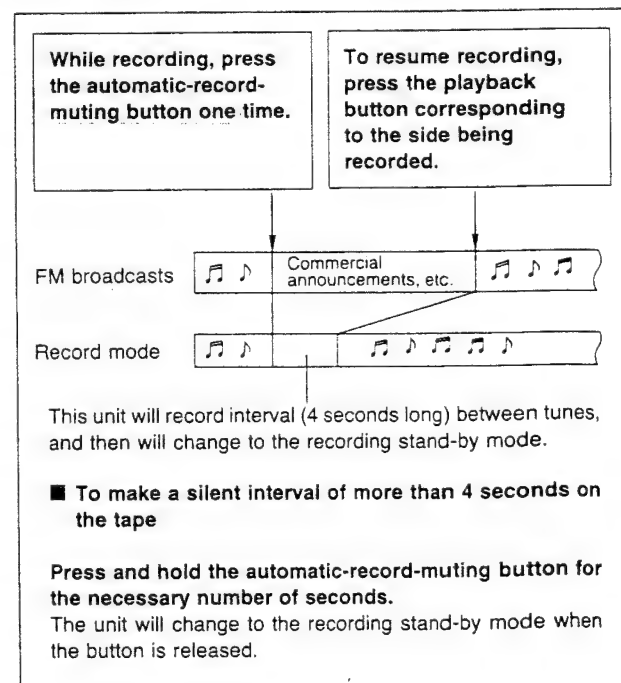 While recording, press
the automatic-record-
muting button one time.
To resume recording,
press the playback
button corresponding
to the side being
recorded.
FM broadcasts
Commercial
announcements, etc.
Record mode
This unit will record interval (4 seconds long) between tunes,
and then will change to the recording stand-by mode.
■ To make a silent interval of more than 4 seconds on
the tape
Press and hold the automatic-record-muting button for
the necessary number of seconds.
The unit will change to the recording stand-by mode when
the button is released.